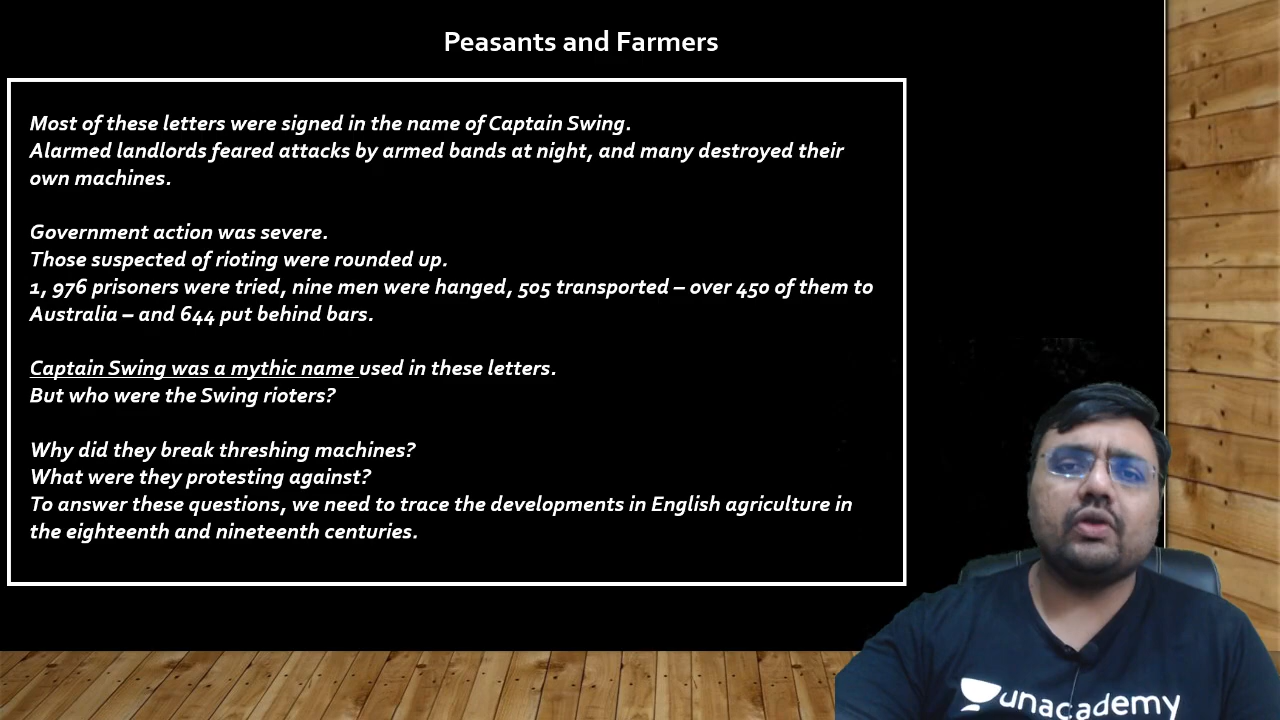 Peasants and Farmers
Most of these letters were signed in the name of Captain Swing.
Alarmed landlords feared attacks by armed bands at night, and many destroyed their
own machines.
Government action was severe.
Those suspected of rioting were rounded up.
1, 976 prisoners were tried, nine men were hanged, 505 transported – over 450 of them to
Australia – and 644 put behind bars.
Captain Swing was a mythic name used in these letters.
But who were the Swing rioters?
Why did they break threshing machines?
What were they protesting against?
To answer these questions, we need to trace the developments in English agriculture in
the eighteenth and nineteenth centuries.
unacademy